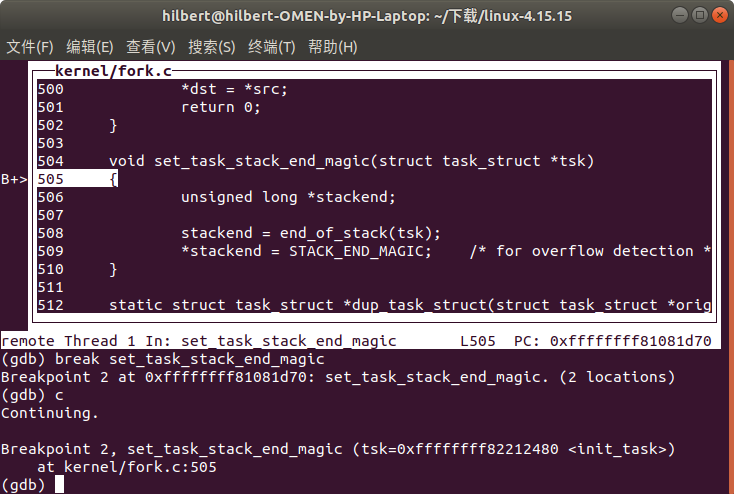 hilbert@hilbert-OMEN-by-HP-Laptop: ~/下载/linux-4.15.15
文件(F) 编辑(E) 查看(V) 搜索(S) 终端(T) 帮助(H)
kernel/fork.c
500 *dst = *src;
501 return 0;
502 }
503
504 void set_task_stack_end_magic(struct task_struct *tsk)
B+> 505 {
506 unsigned long *stackend;
507
508 stackend = end_of_stack(tsk);
509 *stackend = STACK_END_MAGIC; /* for overflow detection *
510 }
511
512 static struct task_struct *dup_task_struct(struct task_struct *orig
remote Thread 1 In: set_task_stack_end_magic L505 PC: 0xffffffff81081d70
(gdb) break set_task_stack_end_magic
Breakpoint 2 at 0xffffffff81081d70: set_task_stack_end_magic. (2 locations)
(gdb) c
Continuing.
Breakpoint 2, set_task_stack_end_magic (tsk=0xffffffff82212480 <init_task>)
at kernel/fork.c:505
(gdb)